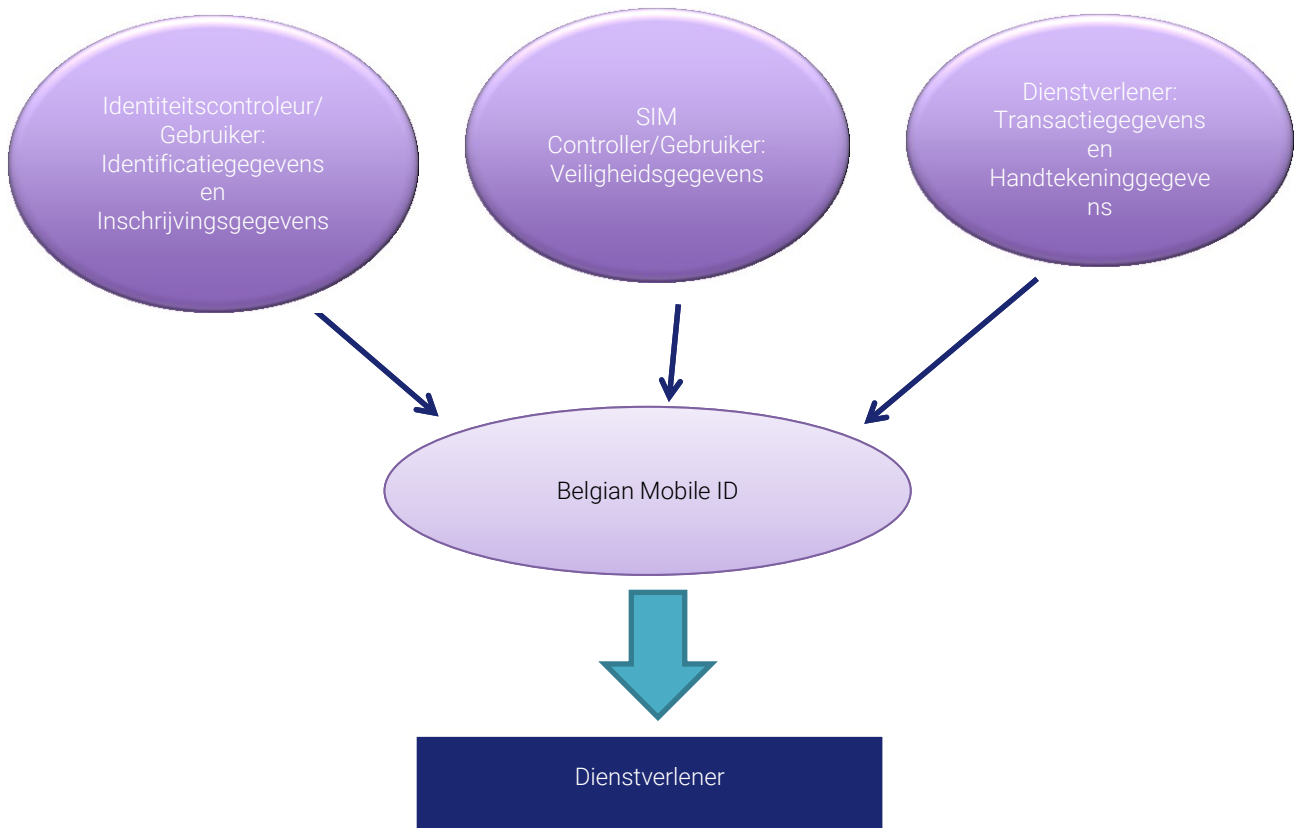 Identiteitscontroleur/
Gebruiker:
Identificatiegegevens
en
Inschrijvingsgegevens
SIM
Controller/Gebruiker:
Veiligheidsgegevens
Dienstverlener:
Transactiegegevens
en
Handtekeninggegeve
ns
Belgian Mobile ID
Dienstverlener